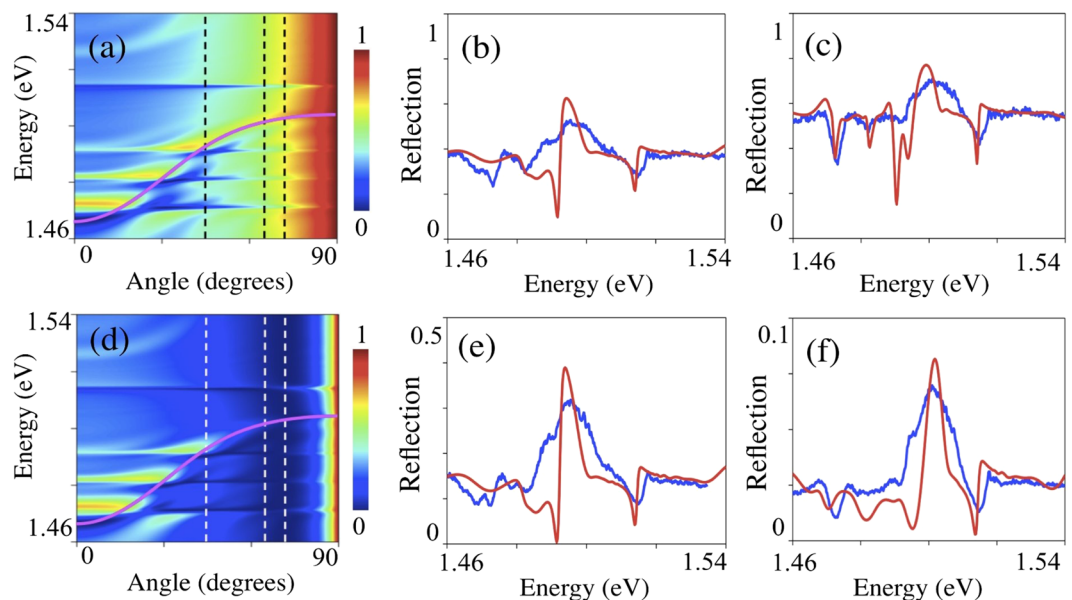 1.54
(a)
1
Energy (eV)
1.46
0
90
0
Angle (degrees)
1
(b)
Reflection
0
1.46
1.54
Energy (eV)
1
(c)
Reflection
0
1.46
1.54
Energy (eV)
1.54
(d)
1
Energy (eV)
1.46
0
90
0
Angle (degrees)
0.5
(e)
Reflection
0
1.46
1.54
Energy (eV)
0.1
(f)
Reflection
0
1.46
1.54
Energy (eV)